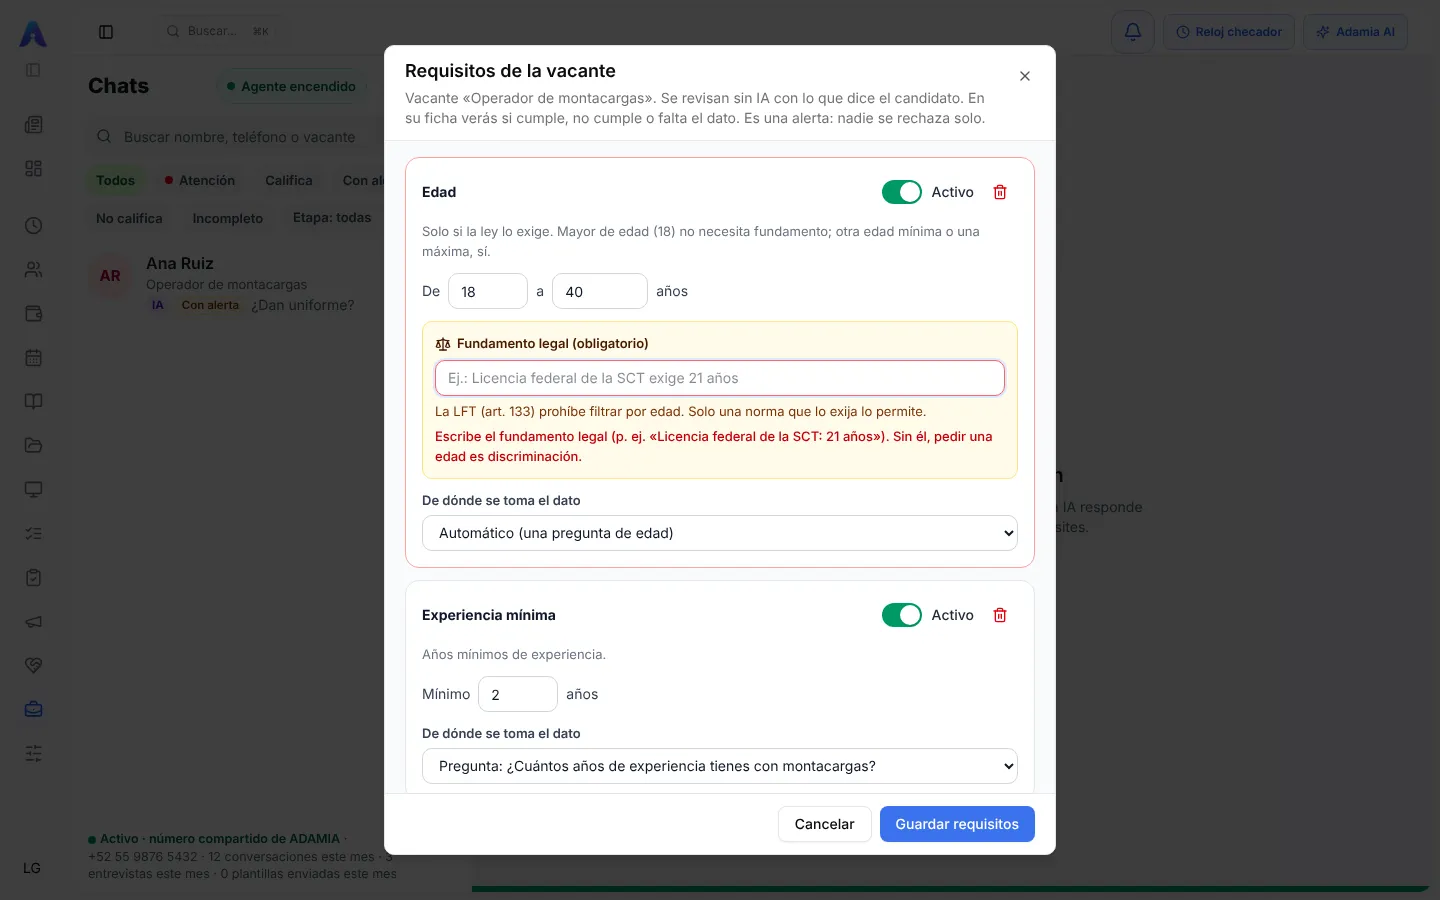 Buscar... ⌘K
Reloj checador
Adamia AI
Chats
Agente encendido
Buscar nombre, teléfono o vacante
Todos
Atención
Califica
Con ale
No califica
Incompleto
Etapa: todas
AR
Ana Ruiz
Operador de montacargas
IA Con alerta ¿Dan uniforme?
Requisitos de la vacante
Vacante «Operador de montacargas». Se revisan sin IA con lo que dice el candidato. En
su ficha verás si cumple, no cumple o falta el dato. Es una alerta: nadie se rechaza solo.
Edad
Activo
Solo si la ley lo exige. Mayor de edad (18) no necesita fundamento; otra edad mínima o una
máxima, sí.
De 18 a 40 años
Fundamento legal (obligatorio)
Ej.: Licencia federal de la SCT exige 21 años
La LFT (art. 133) prohíbe filtrar por edad. Solo una norma que lo exija lo permite.
Escribe el fundamento legal (p. ej. «Licencia federal de la SCT: 21 años»). Sin él, pedir una
edad es discriminación.
De dónde se toma el dato
Automático (una pregunta de edad)
Experiencia mínima
Activo
Años mínimos de experiencia.
Mínimo 2 años
De dónde se toma el dato
Pregunta: ¿Cuántos años de experiencia tienes con montacargas?
Cancelar
Guardar requisitos
n
IA responde
sites.
Activo · número compartido de ADAMIA ·
+52 55 9876 5432 · 12 conversaciones este mes · 3
entrevistas este mes · 0 plantillas enviadas este mes
LG